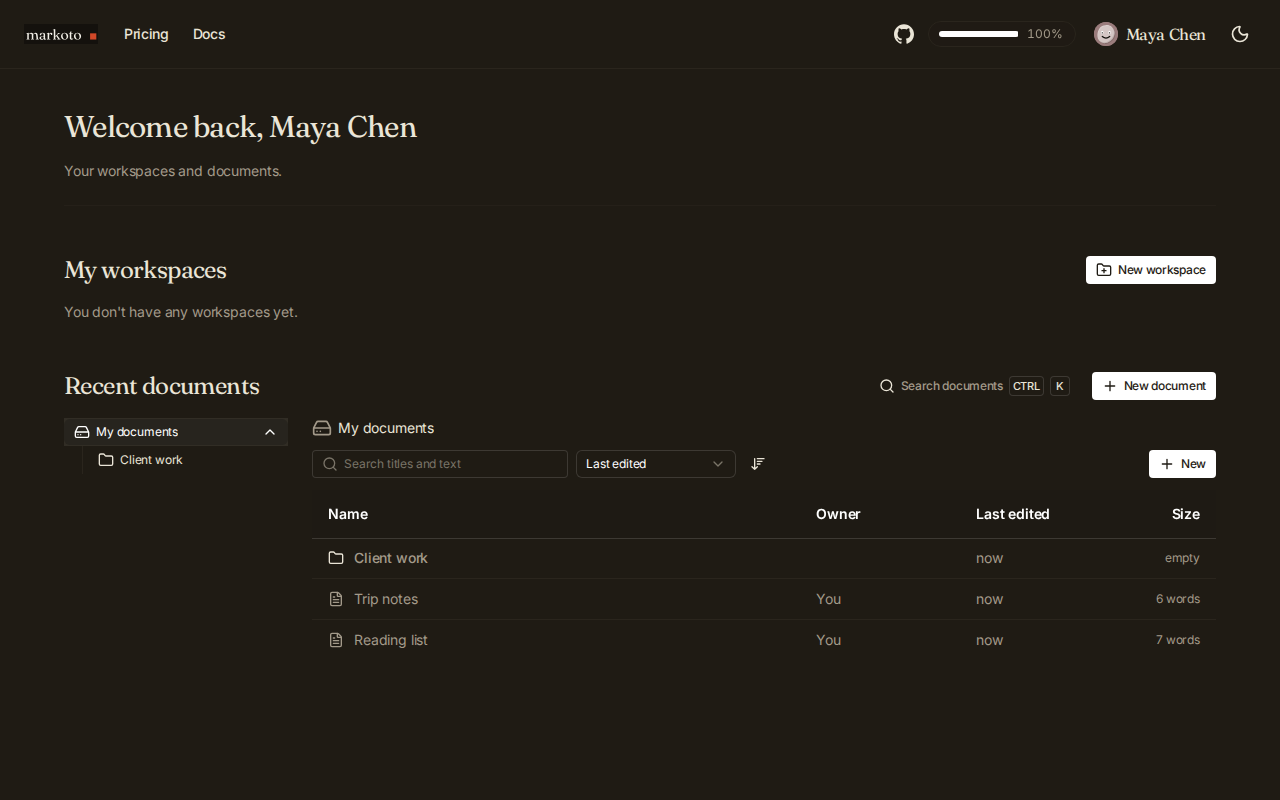 markoto Pricing Docs 100% Maya Chen
Welcome back, Maya Chen
Your workspaces and documents.
My workspaces New workspace
You don't have any workspaces yet.
Recent documents Search documents CTRL K New document
My documents
Client work
My documents
Search titles and text Last edited New
Name Owner Last edited Size
Client work now empty
Trip notes You now 6 words
Reading list You now 7 words